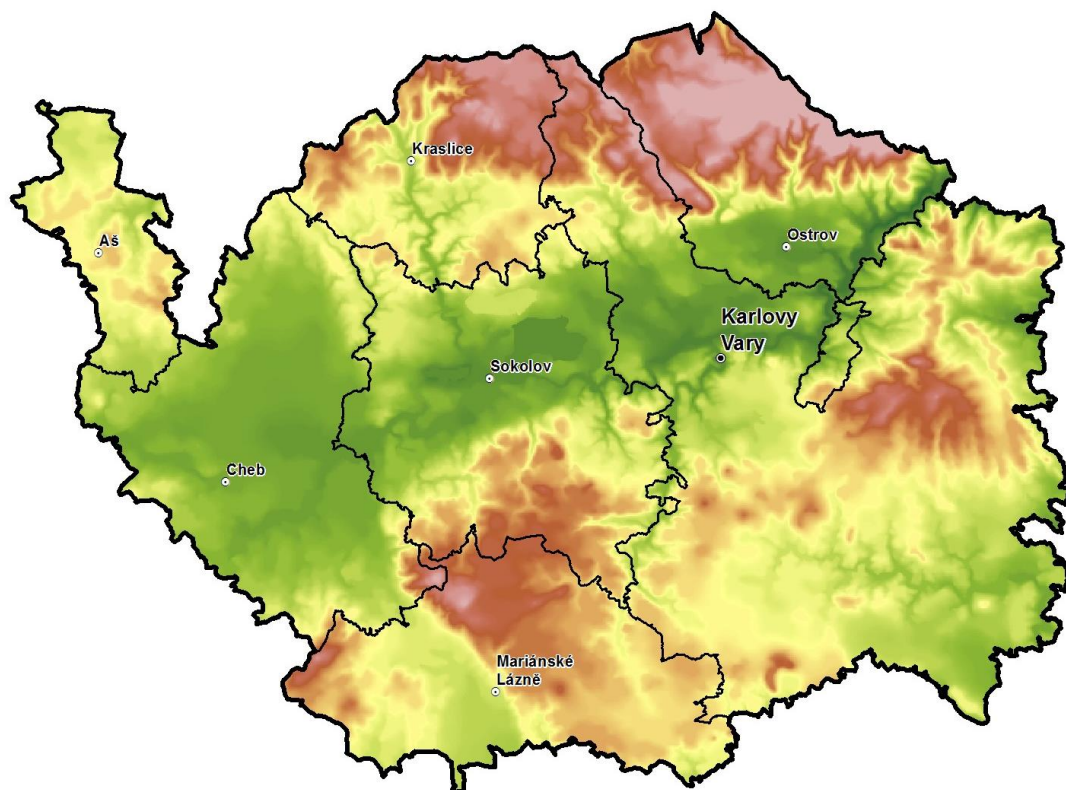 Kraslice
Aš
Ostrov
Karlovy
Vary
Sokolov
Cheb
Mariánské
Lázně